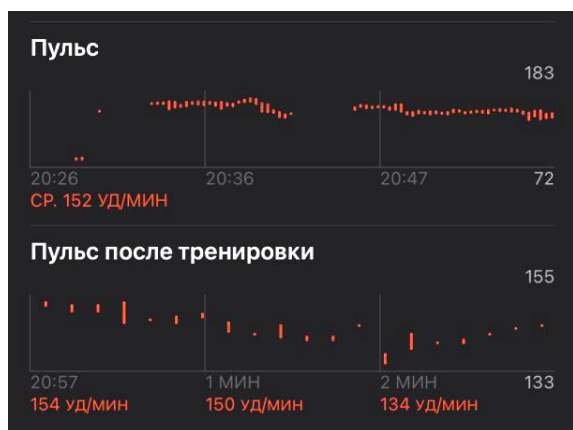 Пульс
183
20:26 20:36 20:47 72
СР. 152 УД/МИН
Пульс после тренировки
155
20:57 1 МИН 2 МИН 133
154 УД/МИН 150 УД/МИН 134 УД/МИН